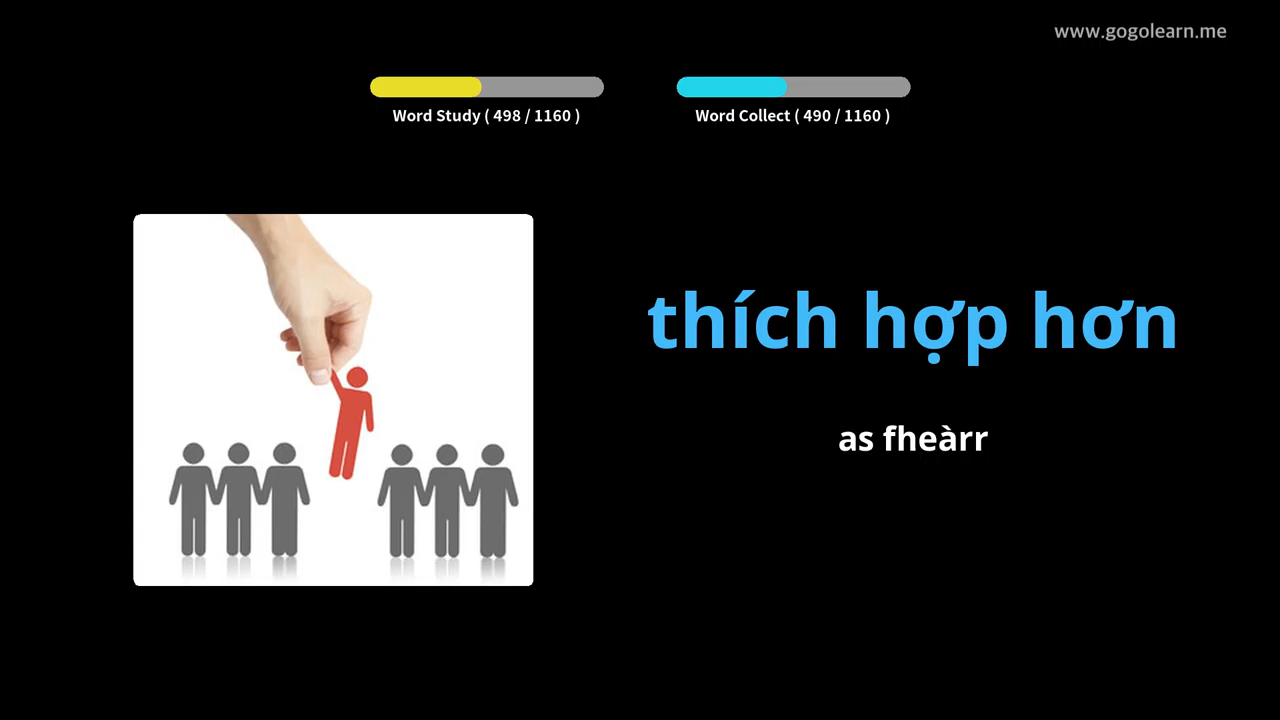 www.gogolearn.me
Word Study ( 498 / 1160 )
Word Collect ( 490 / 1160 )
thích hợp hơn
as fheàrr